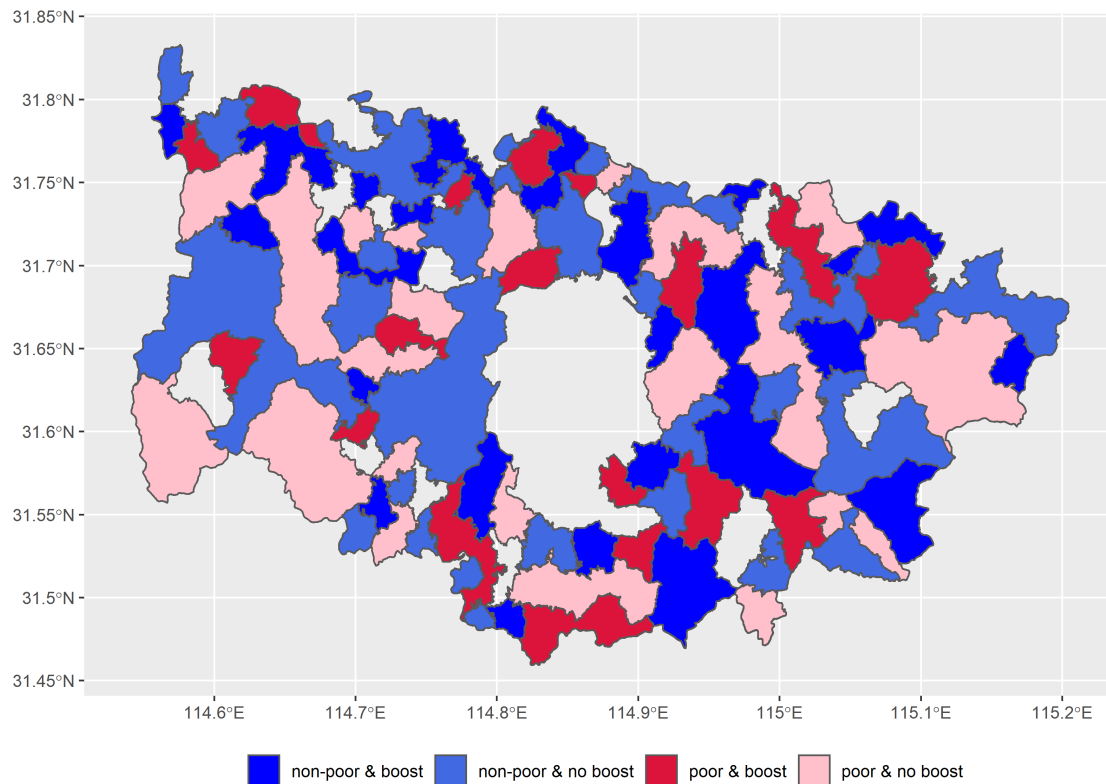 31.85°N
31.8°N
31.75°N
31.7°N
31.65°N
31.6°N
31.55°N
31.5°N
31.45°N
114.6°E 114.7°E 114.8°E 114.9°E 115°E 115.1°E 115.2°E
non-poor & boost non-poor & no boost poor & boost poor & no boost